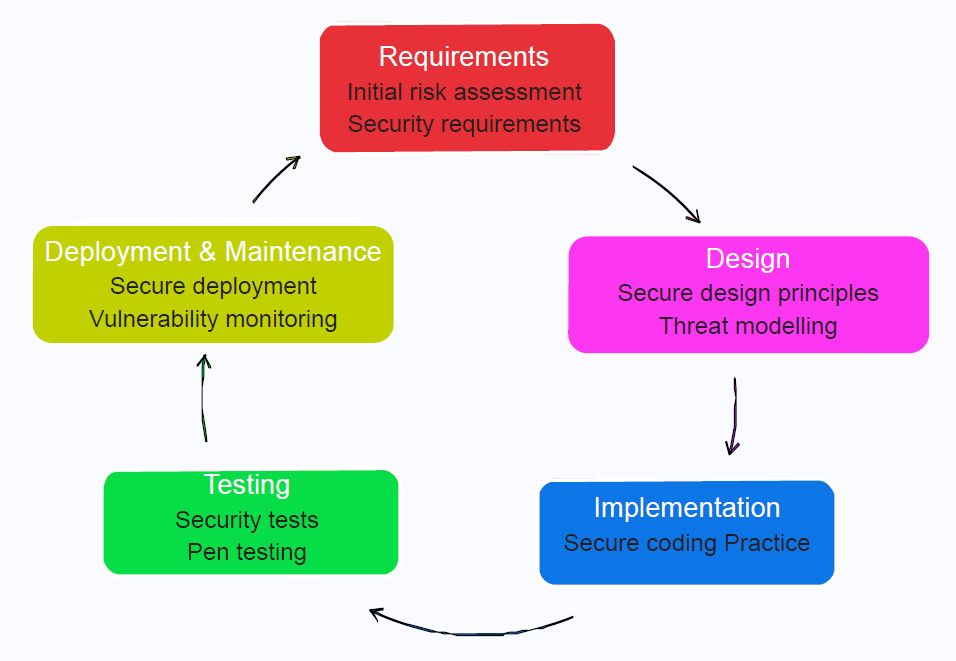 Requirements
Initial risk assessment
Security requirements
Design
Secure design principles
Threat modelling
Implementation
Secure coding Practice
Testing
Security tests
Pen testing
Deployment & Maintenance
Secure deployment
Vulnerability monitoring